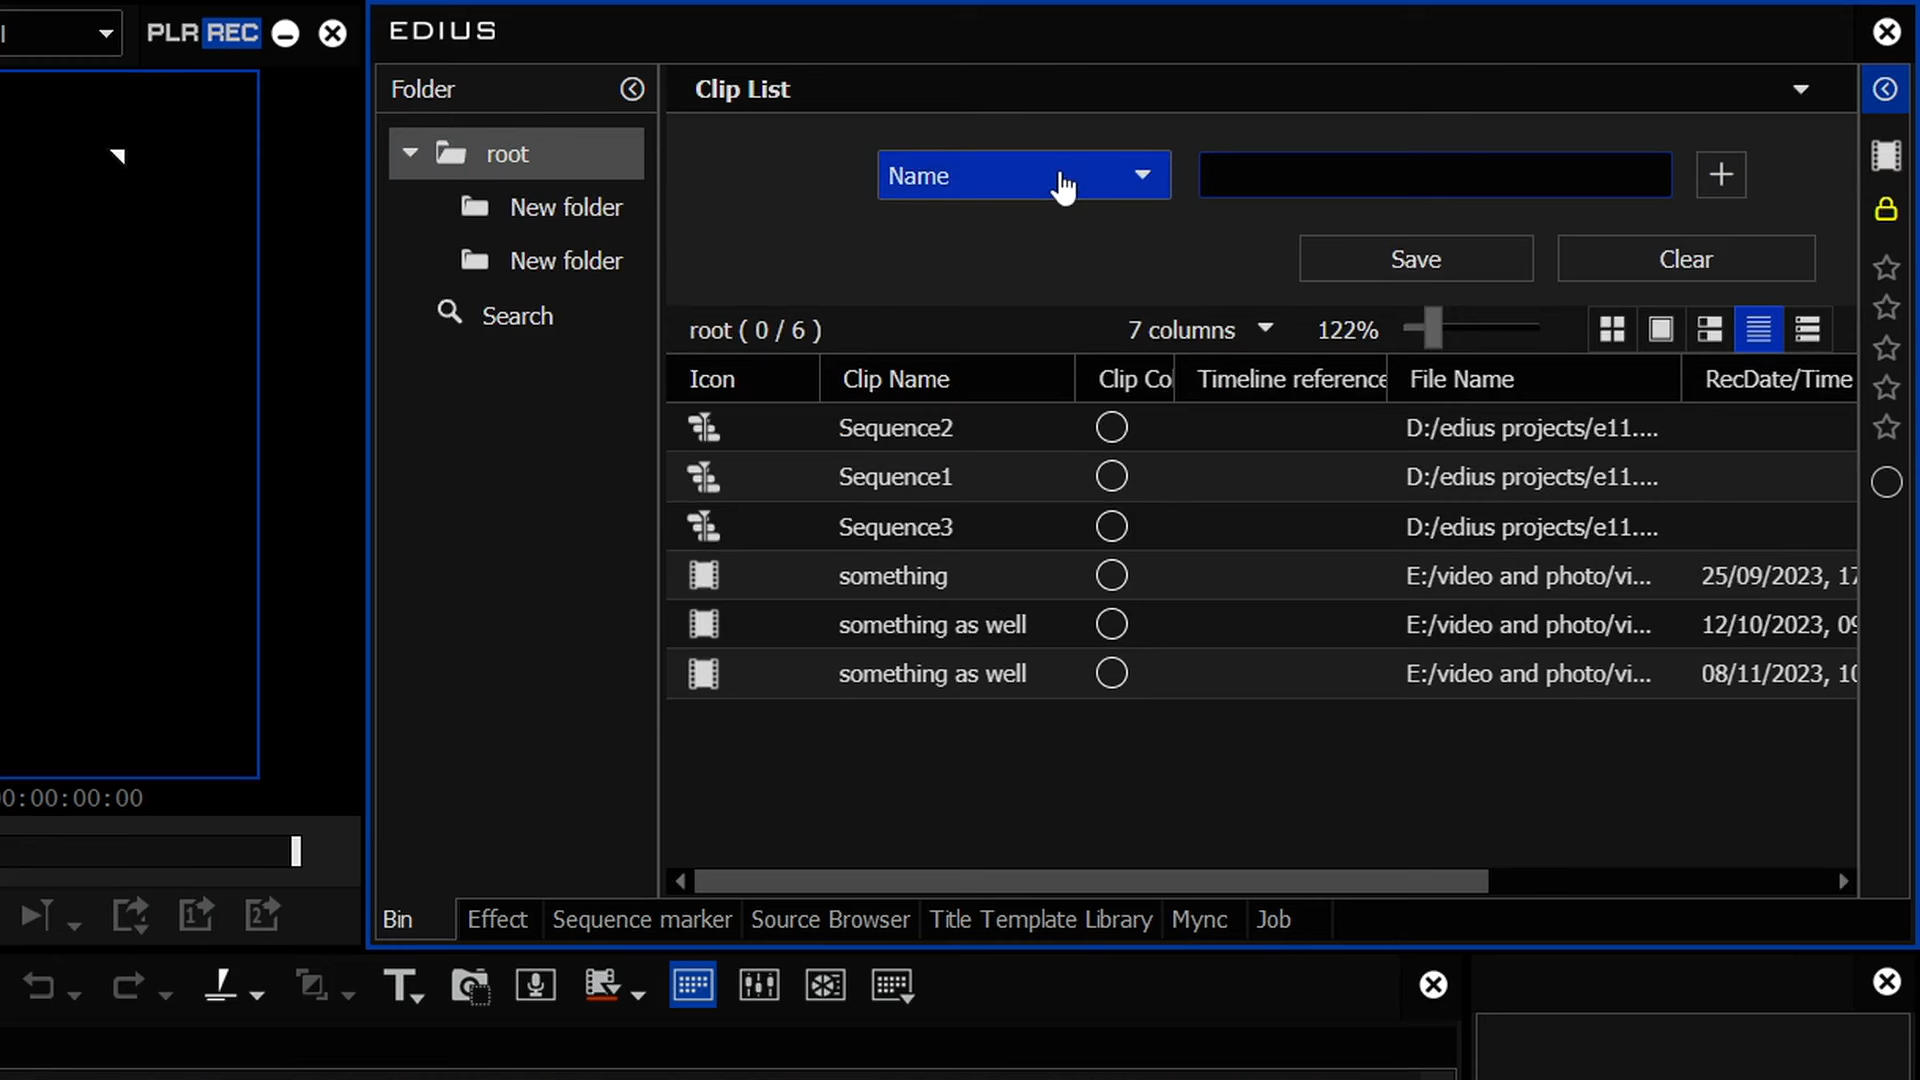 PLR REC
EDIUS
Folder
Clip List
root
Name
New folder
New folder
Save
Clear
Search
root ( 0 / 6 )
7 columns
122%
Icon
Clip Name
Clip Co
Timeline reference
File Name
RecDate/Time
Sequence2
D:/edius projects/e11....
Sequence1
D:/edius projects/e11....
Sequence3
D:/edius projects/e11....
something
E:/video and photo/vi...
25/09/2023, 17
something as well
E:/video and photo/vi...
12/10/2023, 09
something as well
E:/video and photo/vi...
08/11/2023, 10
00:00:00:00
Bin
Effect
Sequence marker
Source Browser
Title Template Library
Mync
Job